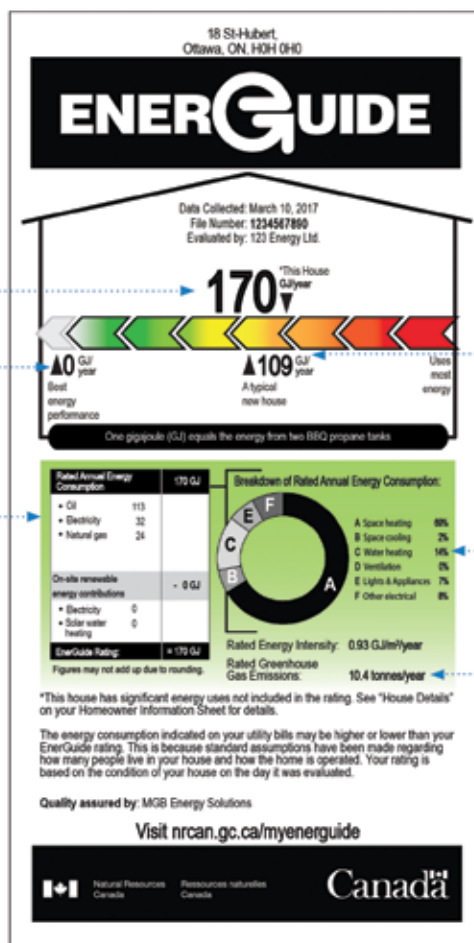 18 St-Hubert,
Ottawa, ON, H0H 0H0
ENERGUIDE
Data Collected: March 10, 2017
File Number: 1234567890
Evaluated by: 123 Energy Ltd.
170
*This House
GJ/year
0 GJ/
year
Best
energy
performance
109 GJ/
year
A typical
new house
Uses
most
energy
One gigajoule (GJ) equals the energy from two BBQ propane tanks
Rated Annual Energy
Consumption 170 GJ
• Oil 113
• Electricity 32
• Natural gas 24
On-site renewable
energy contributions - 0 GJ
• Electricity 0
• Solar water
heating 0
EnerGuide Rating: = 170 GJ
Figures may not add up due to rounding.
Breakdown of Rated Annual Energy Consumption:
F
E
C
B
A
A Space heating 69%
B Space cooling 2%
C Water heating 14%
D Ventilation 0%
E Lights & Appliances 7%
F Other electrical 8%
Rated Energy Intensity: 0.93 GJ/m²/year
Rated Greenhouse
Gas Emissions: 10.4 tonnes/year
*This house has significant energy uses not included in the rating. See "House Details"
on your Homeowner Information Sheet for details.
The energy consumption indicated on your utility bills may be higher or lower than your
EnerGuide rating. This is because standard assumptions have been made regarding
how many people live in your house and how the home is operated. Your rating is
based on the condition of your house on the day it was evaluated.
Quality assured by: MGB Energy Solutions
Visit nrcan.gc.ca/myenerguide
Natural Resources
Canada
Ressources naturelles
Canada
Canada